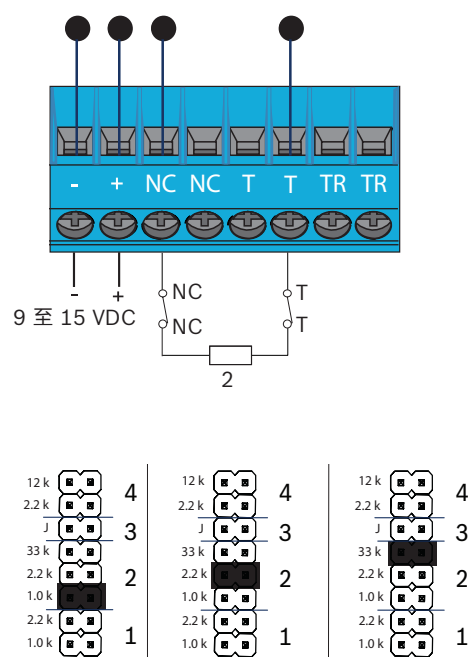 - + NC NC T T TR TR
- +
NC T
9 至 15 VDC NC T
2
12 k 12 k 12 k
4 4 4
2.2 k 2.2 k 2.2 k
J 3 J 3 J 3
33 k 33 k 33 k
2.2 k 2 2.2 k 2 2.2 k 2
1.0 k 1.0 k 1.0 k
2.2 k 2.2 k 2.2 k
1 1 1
1.0 k 1.0 k 1.0 k